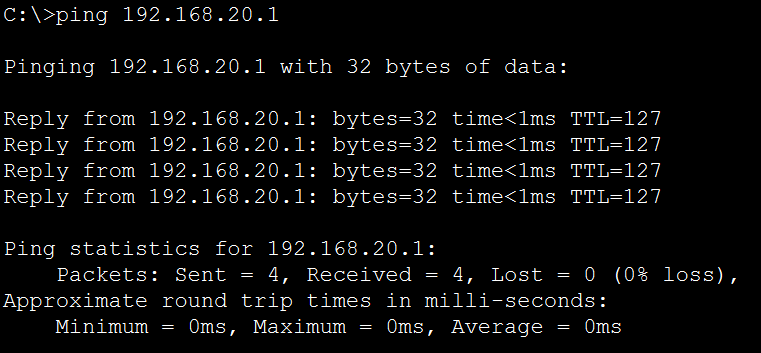 C:\>ping 192.168.20.1
Pinging 192.168.20.1 with 32 bytes of data:
Reply from 192.168.20.1: bytes=32 time<1ms TTL=127
Reply from 192.168.20.1: bytes=32 time<1ms TTL=127
Reply from 192.168.20.1: bytes=32 time<1ms TTL=127
Reply from 192.168.20.1: bytes=32 time<1ms TTL=127
Ping statistics for 192.168.20.1:
    Packets: Sent = 4, Received = 4, Lost = 0 (0% loss),
Approximate round trip times in milli-seconds:
    Minimum = 0ms, Maximum = 0ms, Average = 0ms